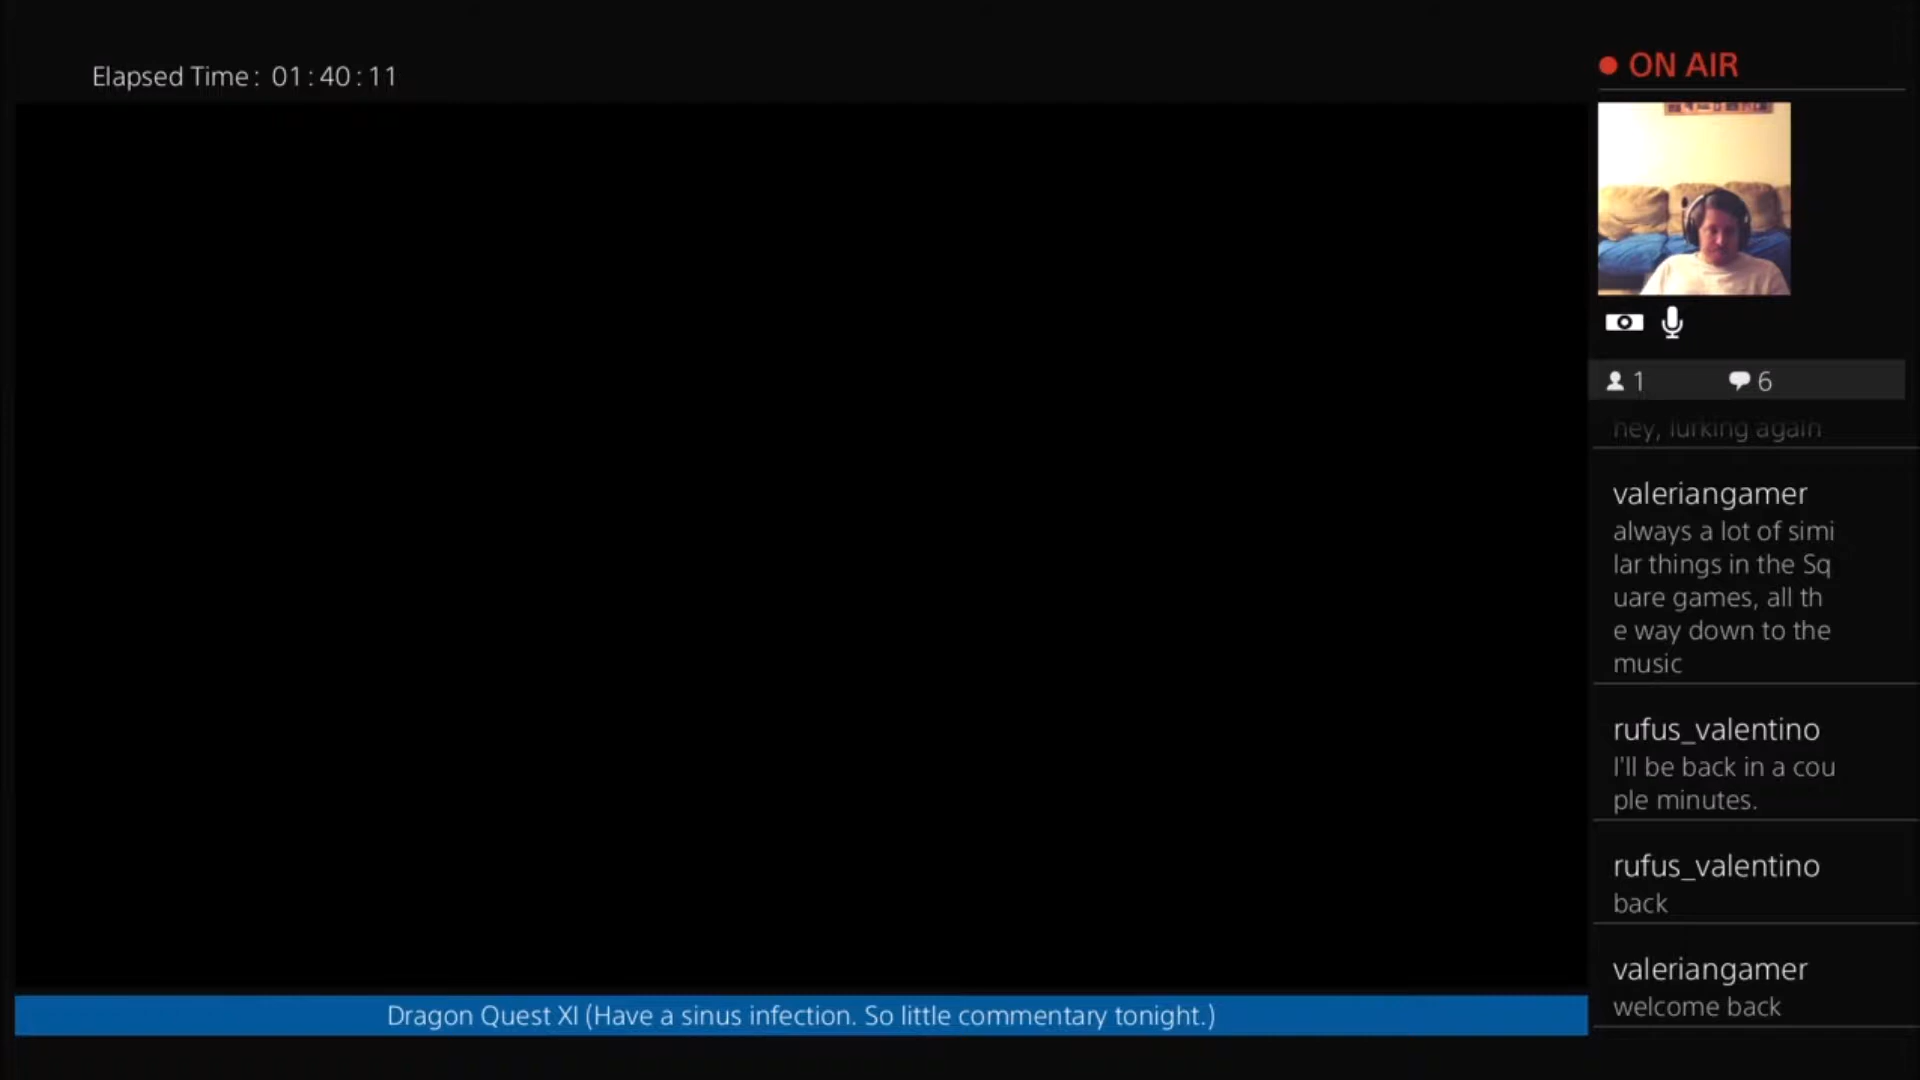 Elapsed Time: 01:40:11
ON AIR
1 6
hey, lurking again
valeriangamer
always a lot of simi
lar things in the Sq
uare games, all th
e way down to the
music
rufus_valentino
I'll be back in a cou
ple minutes.
rufus_valentino
back
valeriangamer
welcome back
Dragon Quest XI (Have a sinus infection. So little commentary tonight.)